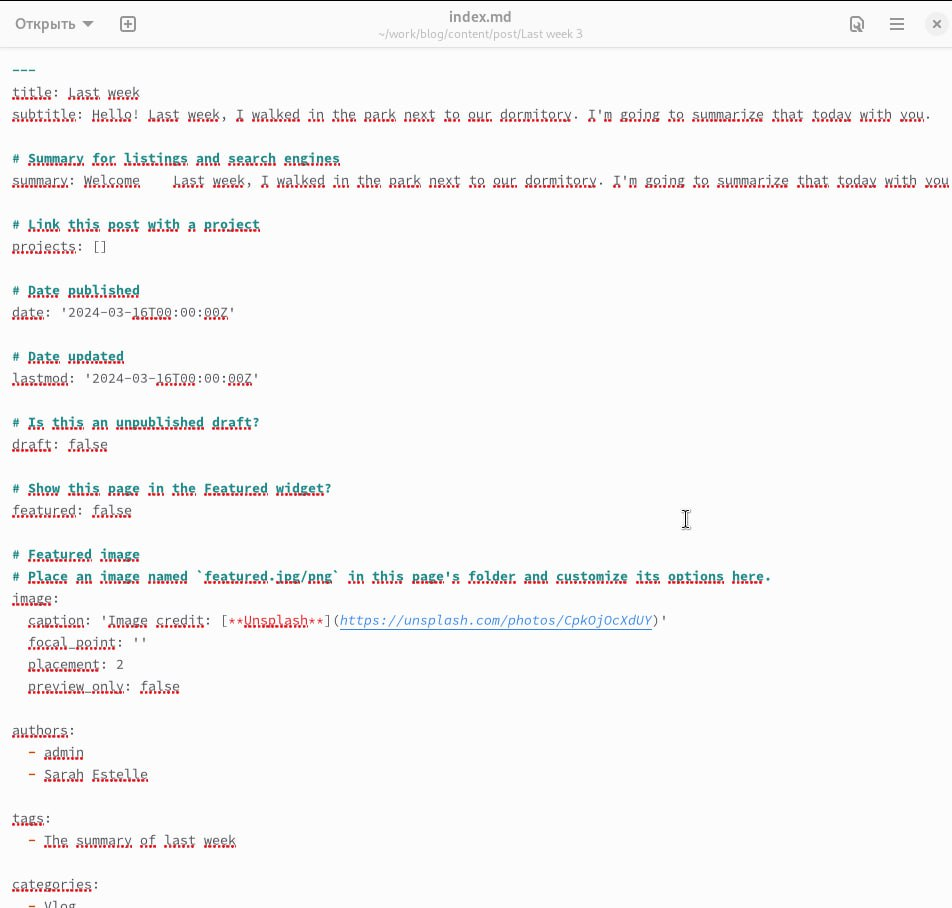 Открыть
index.md
~/work/blog/content/post/Last week 3
---
title: Last week
subtitle: Hello! Last week, I walked in the park next to our dormitory. I'm going to summarize that today with you.
# Summary for listings and search engines
summary: Welcome    Last week, I walked in the park next to our dormitory. I'm going to summarize that today with you
# Link this post with a project
projects: []
# Date published
date: '2024-03-16T00:00:00Z'
# Date updated
lastmod: '2024-03-16T00:00:00Z'
# Is this an unpublished draft?
draft: false
# Show this page in the Featured widget?
featured: false
# Featured image
# Place an image named `featured.jpg/png` in this page's folder and customize its options here.
image:
  caption: 'Image credit: [**Unsplash**](https://unsplash.com/photos/CpkOjOcXdUY)'
  focal_point: ''
  placement: 2
  preview_only: false
authors:
  - admin
  - Sarah Estelle
tags:
  - The summary of last week
categories:
  - Vlog